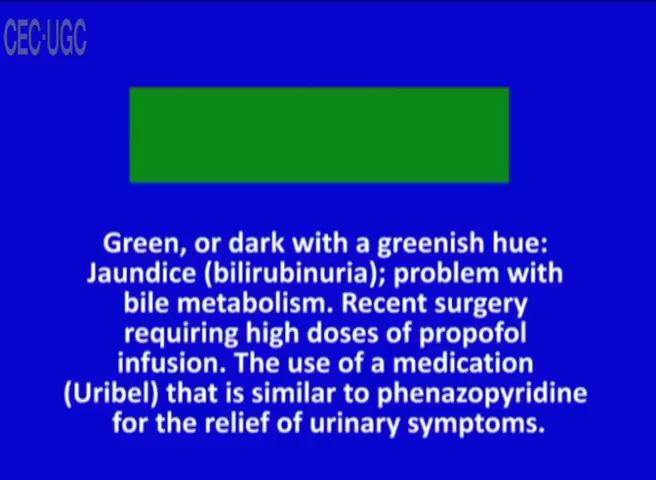 CEC-UGC
Green, or dark with a greenish hue:
Jaundice (bilirubinuria); problem with
bile metabolism. Recent surgery
requiring high doses of propofol
infusion. The use of a medication
(Uribel) that is similar to phenazopyridine
for the relief of urinary symptoms.